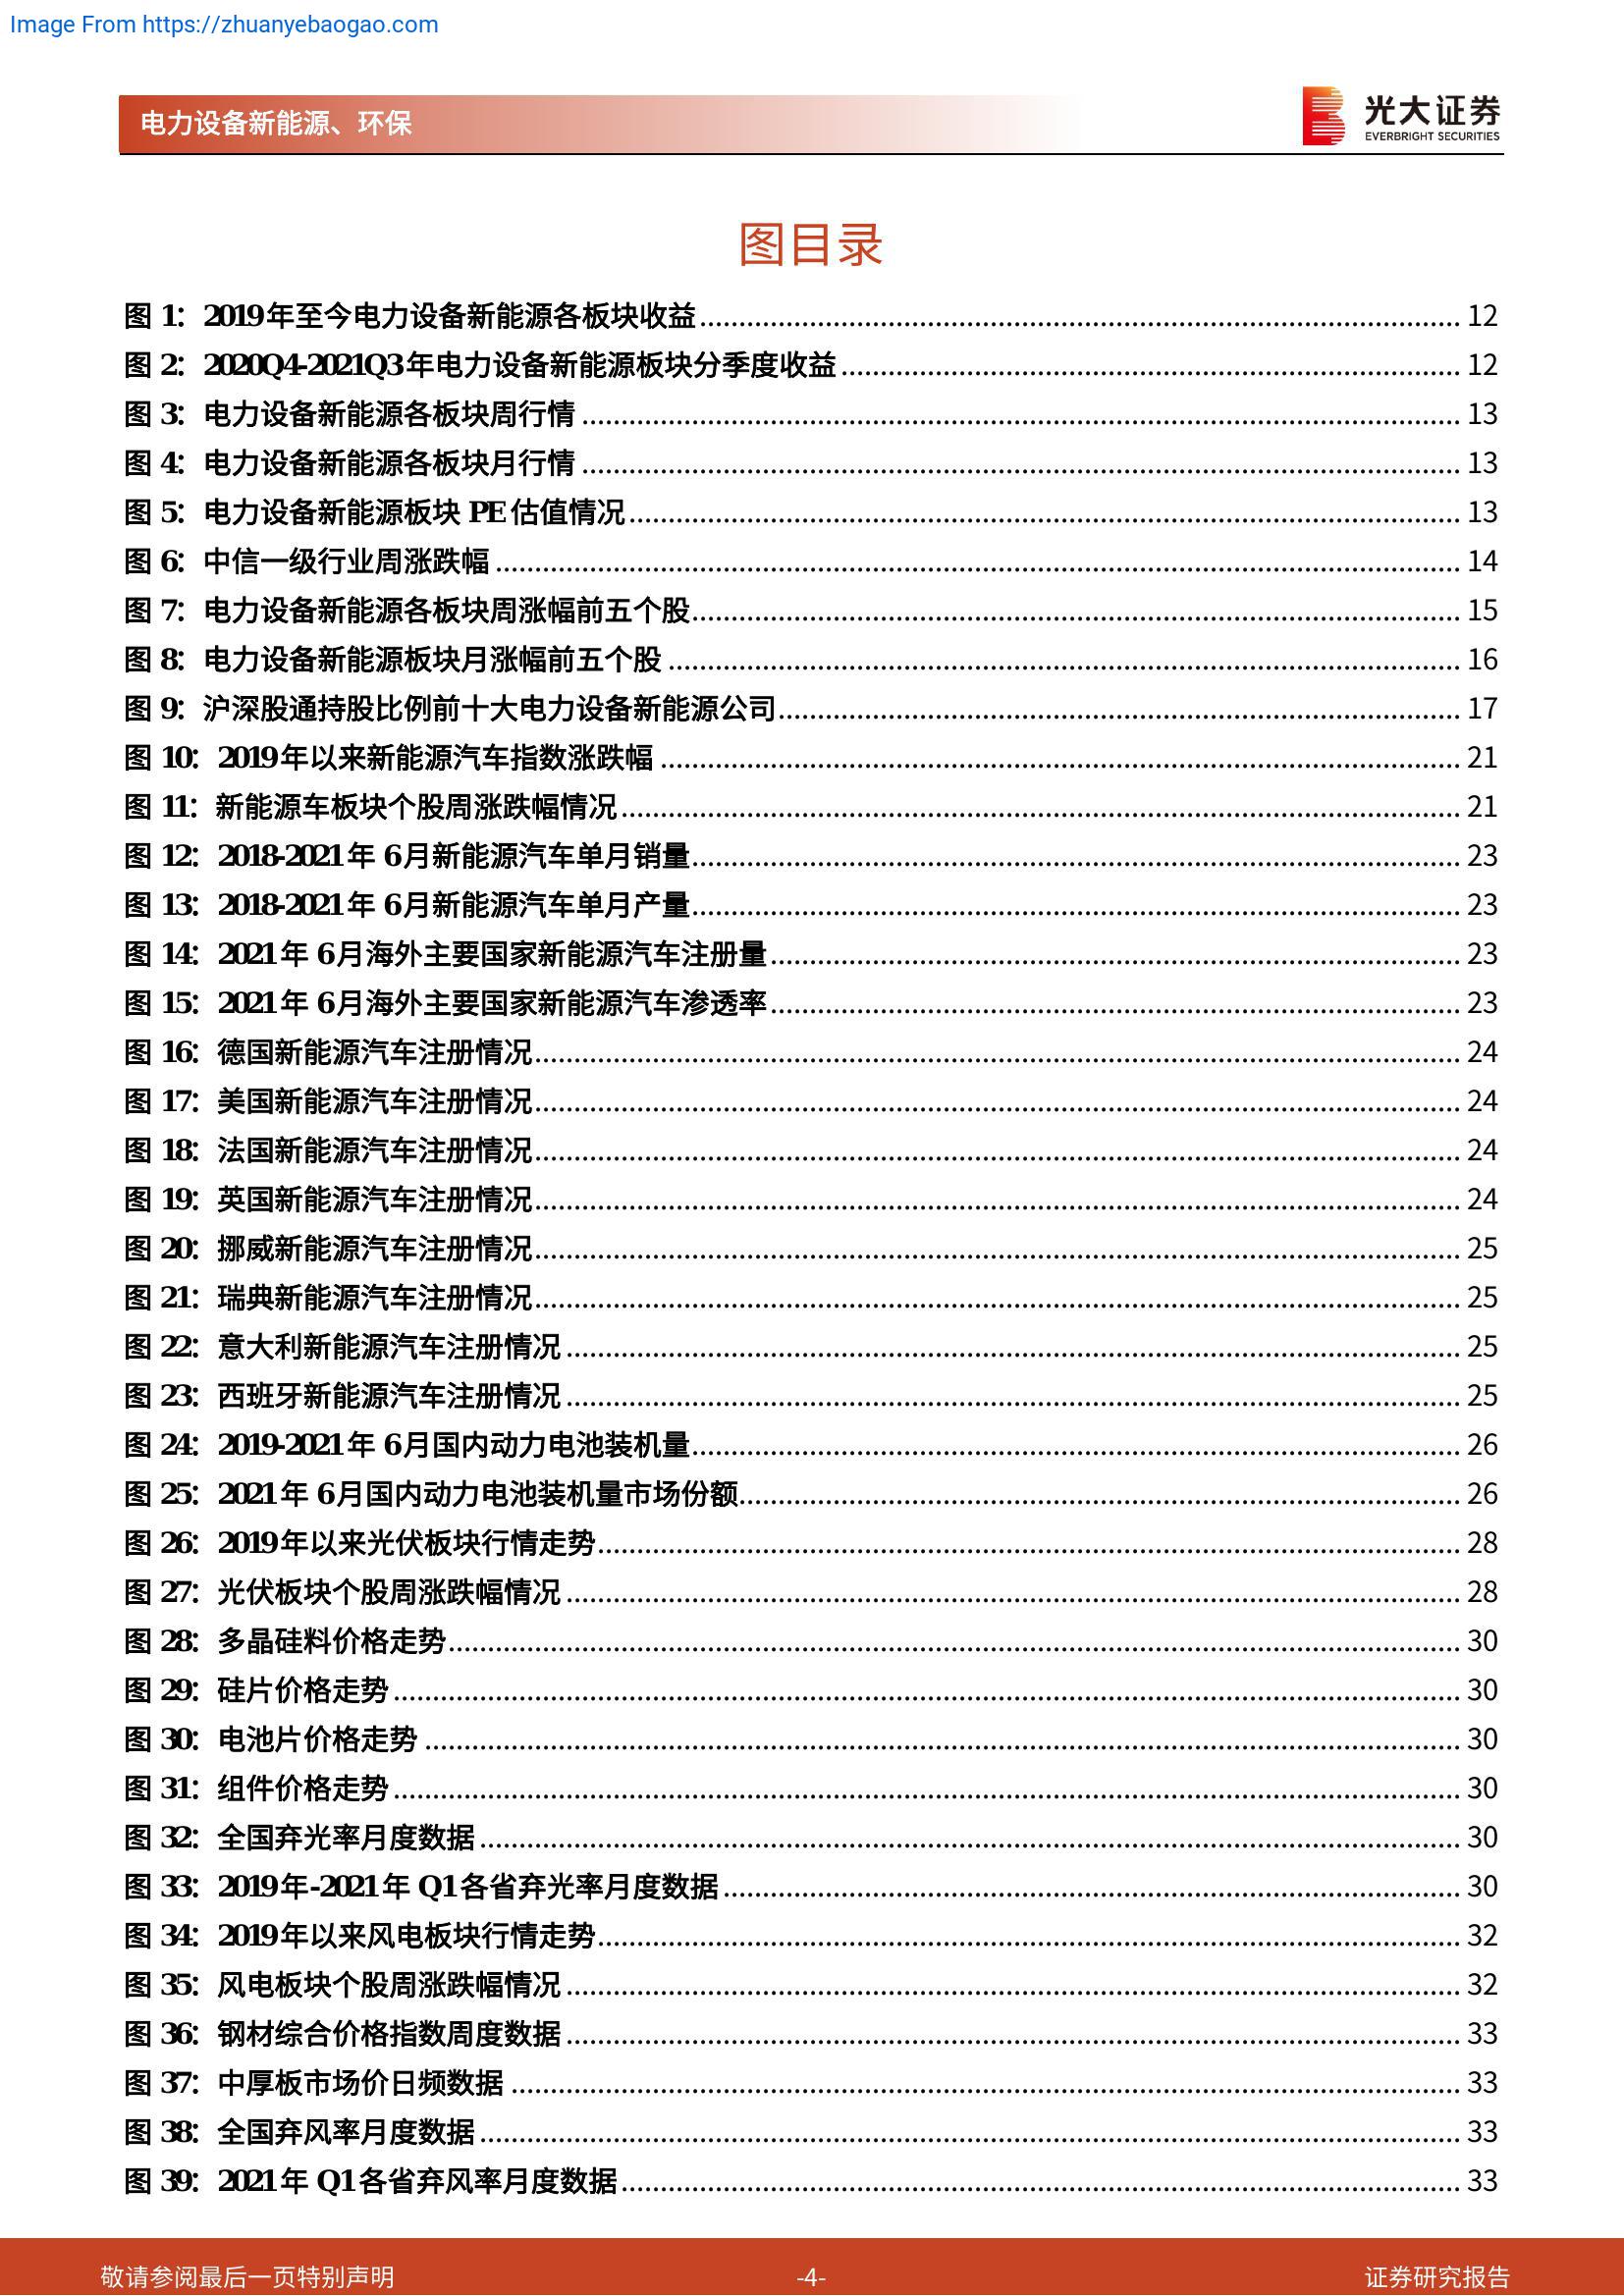 Image From https://zhuanyebaogao.com
电力设备新能源、环保
光大证券
EVERBRIGHT SECURITIES
图目录
图 1：2019年至今电力设备新能源各板块收益 12
图 2：2020Q4-2021Q3年电力设备新能源板块分季度收益 12
图 3：电力设备新能源各板块周行情 13
图 4：电力设备新能源各板块月行情 13
图 5：电力设备新能源板块 PE 估值情况 13
图 6：中信一级行业周涨跌幅 14
图 7：电力设备新能源各板块周涨幅前五个股 15
图 8：电力设备新能源板块月涨幅前五个股 16
图 9：沪深股通持股比例前十大电力设备新能源公司 17
图 10：2019年以来新能源汽车指数涨跌幅 21
图 11：新能源车板块个股周涨跌幅情况 21
图 12：2018-2021年 6月新能源汽车单月销量 23
图 13：2018-2021年 6月新能源汽车单月产量 23
图 14：2021年 6月海外主要国家新能源汽车注册量 23
图 15：2021年 6月海外主要国家新能源汽车渗透率 23
图 16：德国新能源汽车注册情况 24
图 17：美国新能源汽车注册情况 24
图 18：法国新能源汽车注册情况 24
图 19：英国新能源汽车注册情况 24
图 20：挪威新能源汽车注册情况 25
图 21：瑞典新能源汽车注册情况 25
图 22：意大利新能源汽车注册情况 25
图 23：西班牙新能源汽车注册情况 25
图 24：2019-2021年 6月国内动力电池装机量 26
图 25：2021年 6月国内动力电池装机量市场份额 26
图 26：2019年以来光伏板块行情走势 28
图 27：光伏板块个股周涨跌幅情况 28
图 28：多晶硅料价格走势 30
图 29：硅片价格走势 30
图 30：电池片价格走势 30
图 31：组件价格走势 30
图 32：全国弃光率月度数据 30
图 33：2019年-2021年 Q1各省弃光率月度数据 30
图 34：2019年以来风电板块行情走势 32
图 35：风电板块个股周涨跌幅情况 32
图 36：钢材综合价格指数周度数据 33
图 37：中厚板市场价日频数据 33
图 38：全国弃风率月度数据 33
图 39：2021年 Q1各省弃风率月度数据 33
敬请参阅最后一页特别声明 -4- 证券研究报告